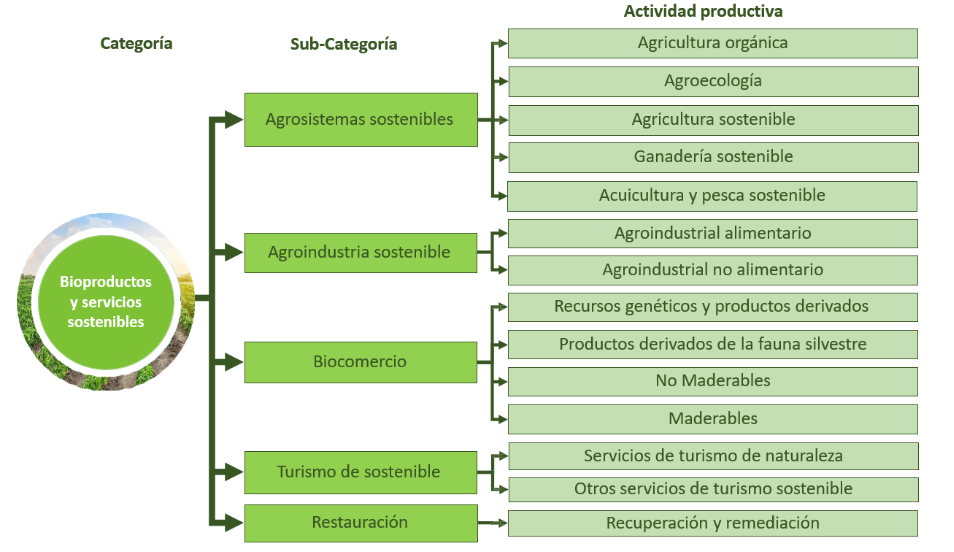 Actividad productiva
Categoría
Sub-Categoría
Bioproductos
y servicios
sostenibles
Agrosistemas sostenibles
Agricultura orgánica
Agroecología
Agricultura sostenible
Ganadería sostenible
Acuicultura y pesca sostenible
Agroindustria sostenible
Agroindustrial alimentario
Agroindustrial no alimentario
Biocomercio
Recursos genéticos y productos derivados
Productos derivados de la fauna silvestre
No Maderables
Maderables
Turismo de sostenible
Servicios de turismo de naturaleza
Otros servicios de turismo sostenible
Restauración
Recuperación y remediación